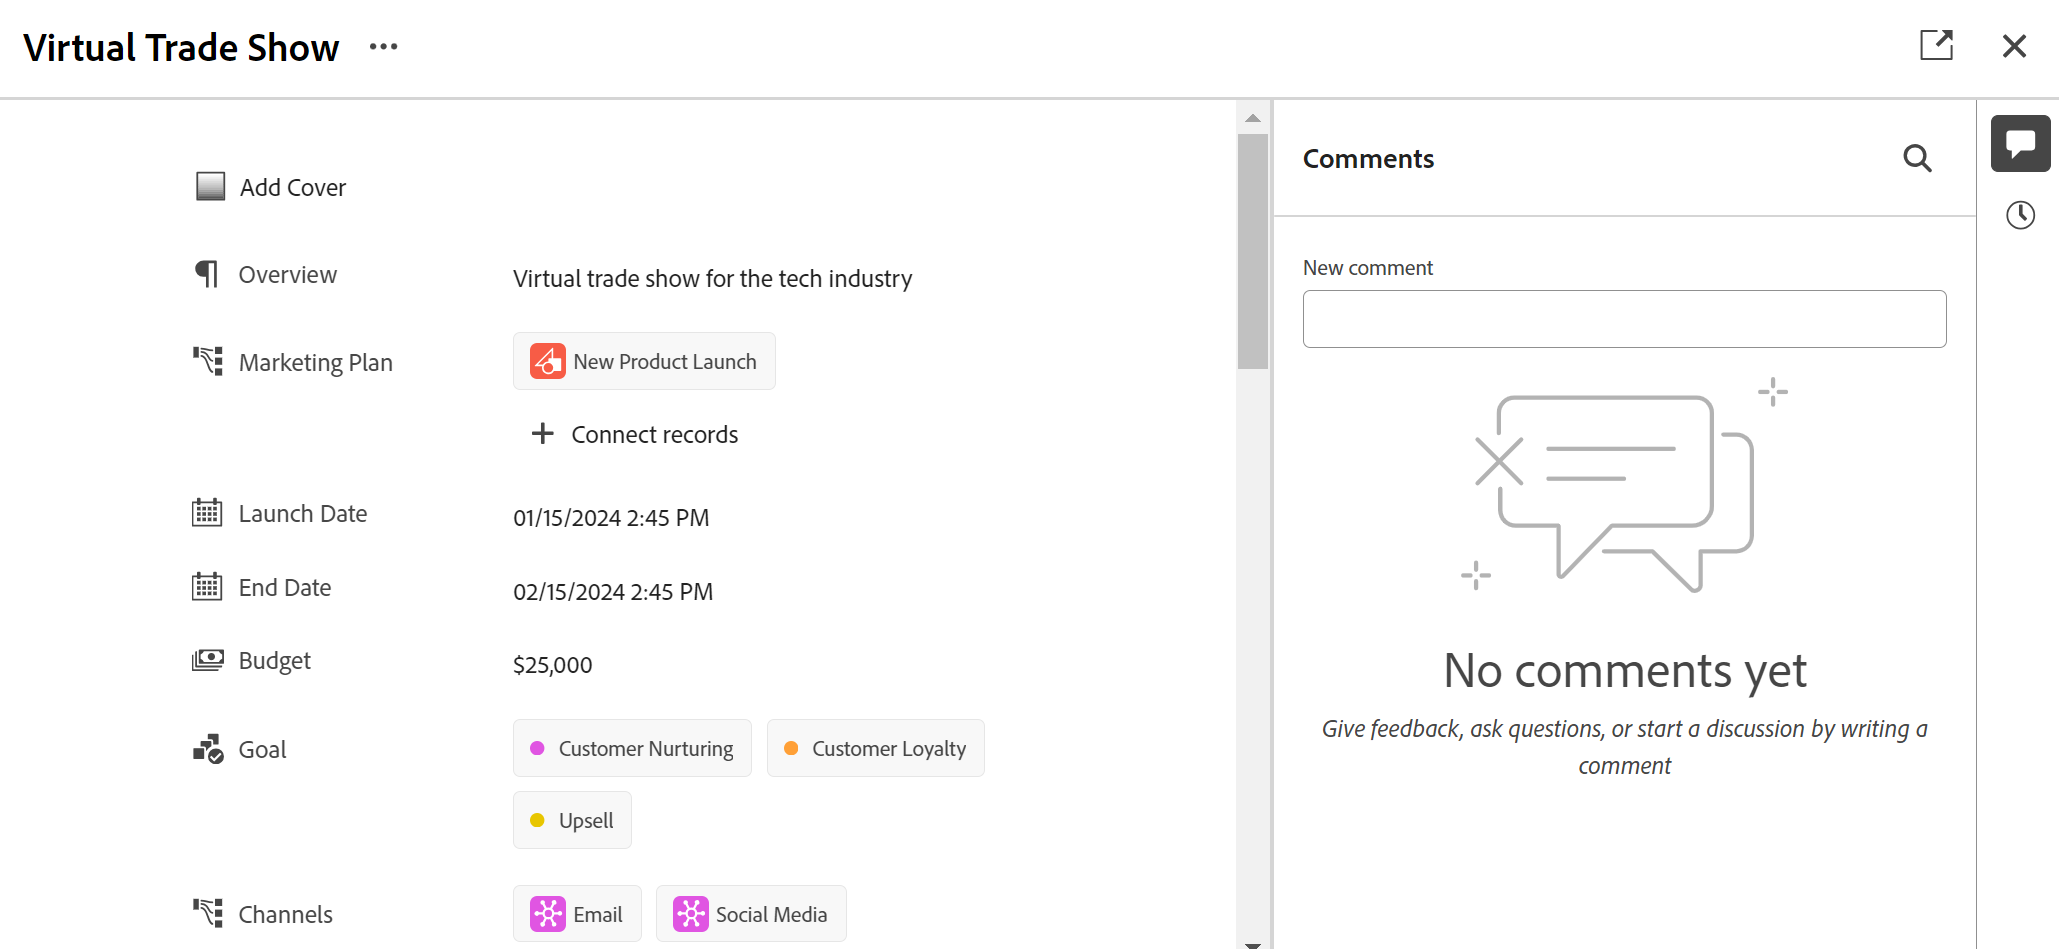 Virtual Trade Show
Add Cover
Overview
Virtual trade show for the tech industry
Marketing Plan
New Product Launch
Connect records
Launch Date
01/15/2024 2:45 PM
End Date
02/15/2024 2:45 PM
Budget
$25,000
Goal
Customer Nurturing
Customer Loyalty
Upsell
Channels
Email
Social Media
Comments
New comment
No comments yet
Give feedback, ask questions, or start a discussion by writing a
comment